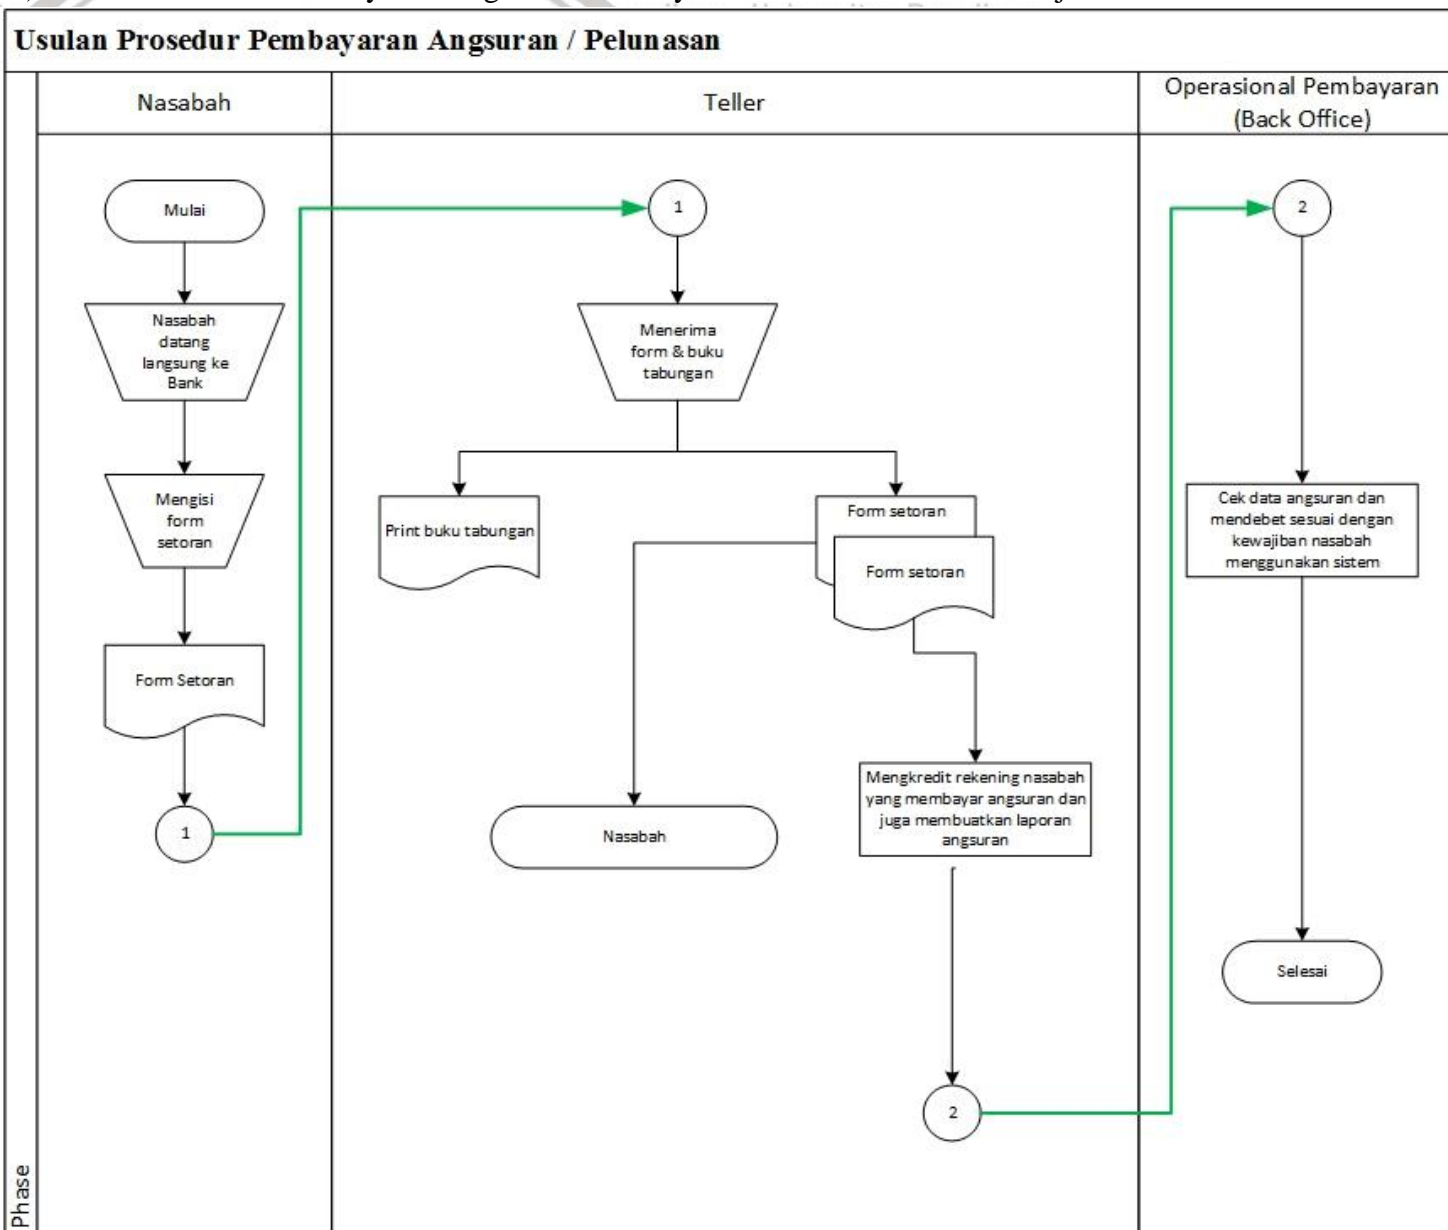 Usulan Prosedur Pembayaran Angsuran / Pelunasan
Nasabah
Teller
Operasional Pembayaran
(Back Office)
Mulai
Nasabah
datang
langsung ke
Bank
Mengisi
form
setoran
Form Setoran
1
1
Menerima
form & buku
tabungan
Print buku tabungan
Form setoran
Form setoran
Nasabah
Mengkredit rekening nasabah
yang membayar angsuran dan
juga membuatkan laporan
angsuran
2
2
Cek data angsuran dan
mendebet sesuai dengan
kewajiban nasabah
menggunakan sistem
Selesai
Phase